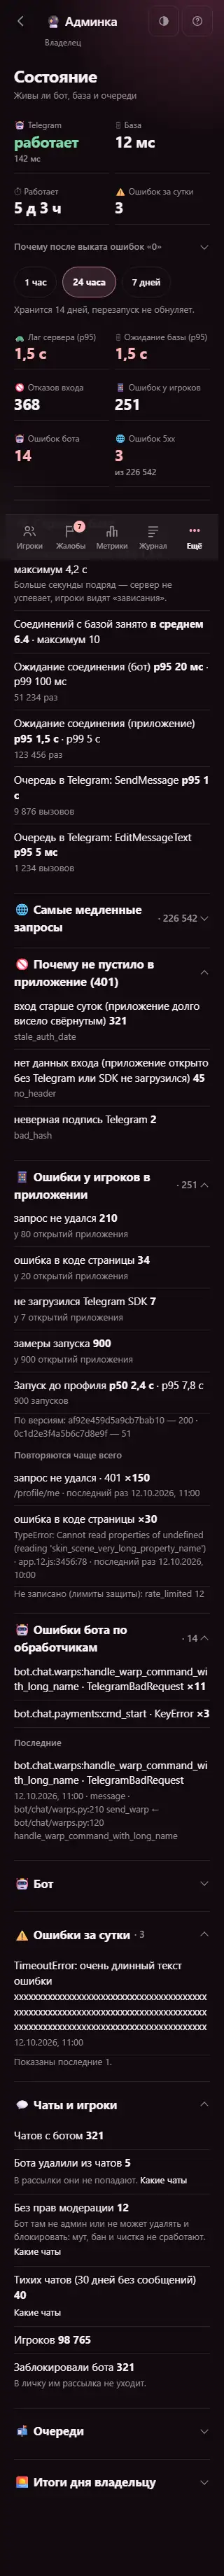 Админка
Владелец
Состояние
Живы ли бот, база и очереди
Telegram
работает
142 мс
База
12 мс
Работает
5 д 3 ч
Ошибок за сутки
3
Почему после выката ошибок «0»
1 час
24 часа
7 дней
Хранится 14 дней, перезапуск не обнуляет.
Лаг сервера (p95)
1,5 с
Ожидание базы (p95)
1,5 с
Отказов входа
368
Ошибок у игроков
251
Ошибок бота
14
Ошибок 5xx
3
из 226 542
7
Игроки
Жалобы
Метрики
Журнал
Ещё
максимум 4,2 с
Больше секунды подряд — сервер не
успевает, игроки видят «зависания».
Соединений с базой занято в среднем
6.4 · максимум 10
Ожидание соединения (бот) p95 20 мс ·
p99 100 мс
51 234 раз
Ожидание соединения (приложение)
p95 1,5 с · p99 5 с
123 456 раз
Очередь в Telegram: SendMessage p95 1
с
9 876 вызовов
Очередь в Telegram: EditMessageText
p95 5 мс
1 234 вызовов
Самые медленные
запросы
· 226 542
Почему не пустило в
приложение (401)
вход старше суток (приложение долго
висело свёрнутым) 321
stale_auth_date
нет данных входа (приложение открыто
без Telegram или SDK не загрузился) 45
no_header
неверная подпись Telegram 2
bad_hash
Ошибки у игроков в
приложении
· 251
запрос не удался 210
у 80 открытий приложения
ошибка в коде страницы 34
у 20 открытий приложения
не загрузился Telegram SDK 7
у 7 открытий приложения
замеры запуска 900
у 900 открытий приложения
Запуск до профиля p50 2,4 с · p95 7,8 с
900 запусков
По версиям: af92e459d5a9cb7bab10 — 200 ·
0c1d2e3f4a5b6c7d8e9f — 51
Повторяются чаще всего
запрос не удался · 401 ×150
/profile/me · последний раз 12.10.2026, 11:00
ошибка в коде страницы ×30
TypeError: Cannot read properties of undefined
(reading 'skin_scene_very_long_property_name')
· app.12.js:3456:78 · последний раз 12.10.2026,
10:00
Не записано (лимиты защиты): rate_limited 12
Ошибки бота по
обработчикам
· 14
bot.chat.warps:handle_warp_command_wi
th_long_name · TelegramBadRequest ×11
bot.chat.payments:cmd_start · KeyError ×3
Последние
bot.chat.warps:handle_warp_command_wi
th_long_name · TelegramBadRequest
12.10.2026, 11:00 · message ·
bot/chat/warps.py:210 send_warp ←
bot/chat/warps.py:120
handle_warp_command_with_long_name
Бот
Ошибки за сутки · 3
TimeoutError: очень длинный текст
ошибки
12.10.2026, 11:00
Показаны последние 1.
Чаты и игроки
Чатов с ботом 321
Бота удалили из чатов 5
В рассылки они не попадают. Какие чаты
Без прав модерации 12
Бот там не админ или не может удалять и
блокировать: мут, бан и чистка не сработают.
Какие чаты
Тихих чатов (30 дней без сообщений)
40
Какие чаты
Игроков 98 765
Заблокировали бота 321
В личку им рассылка не уходит.
Очереди
Итоги дня владельцу